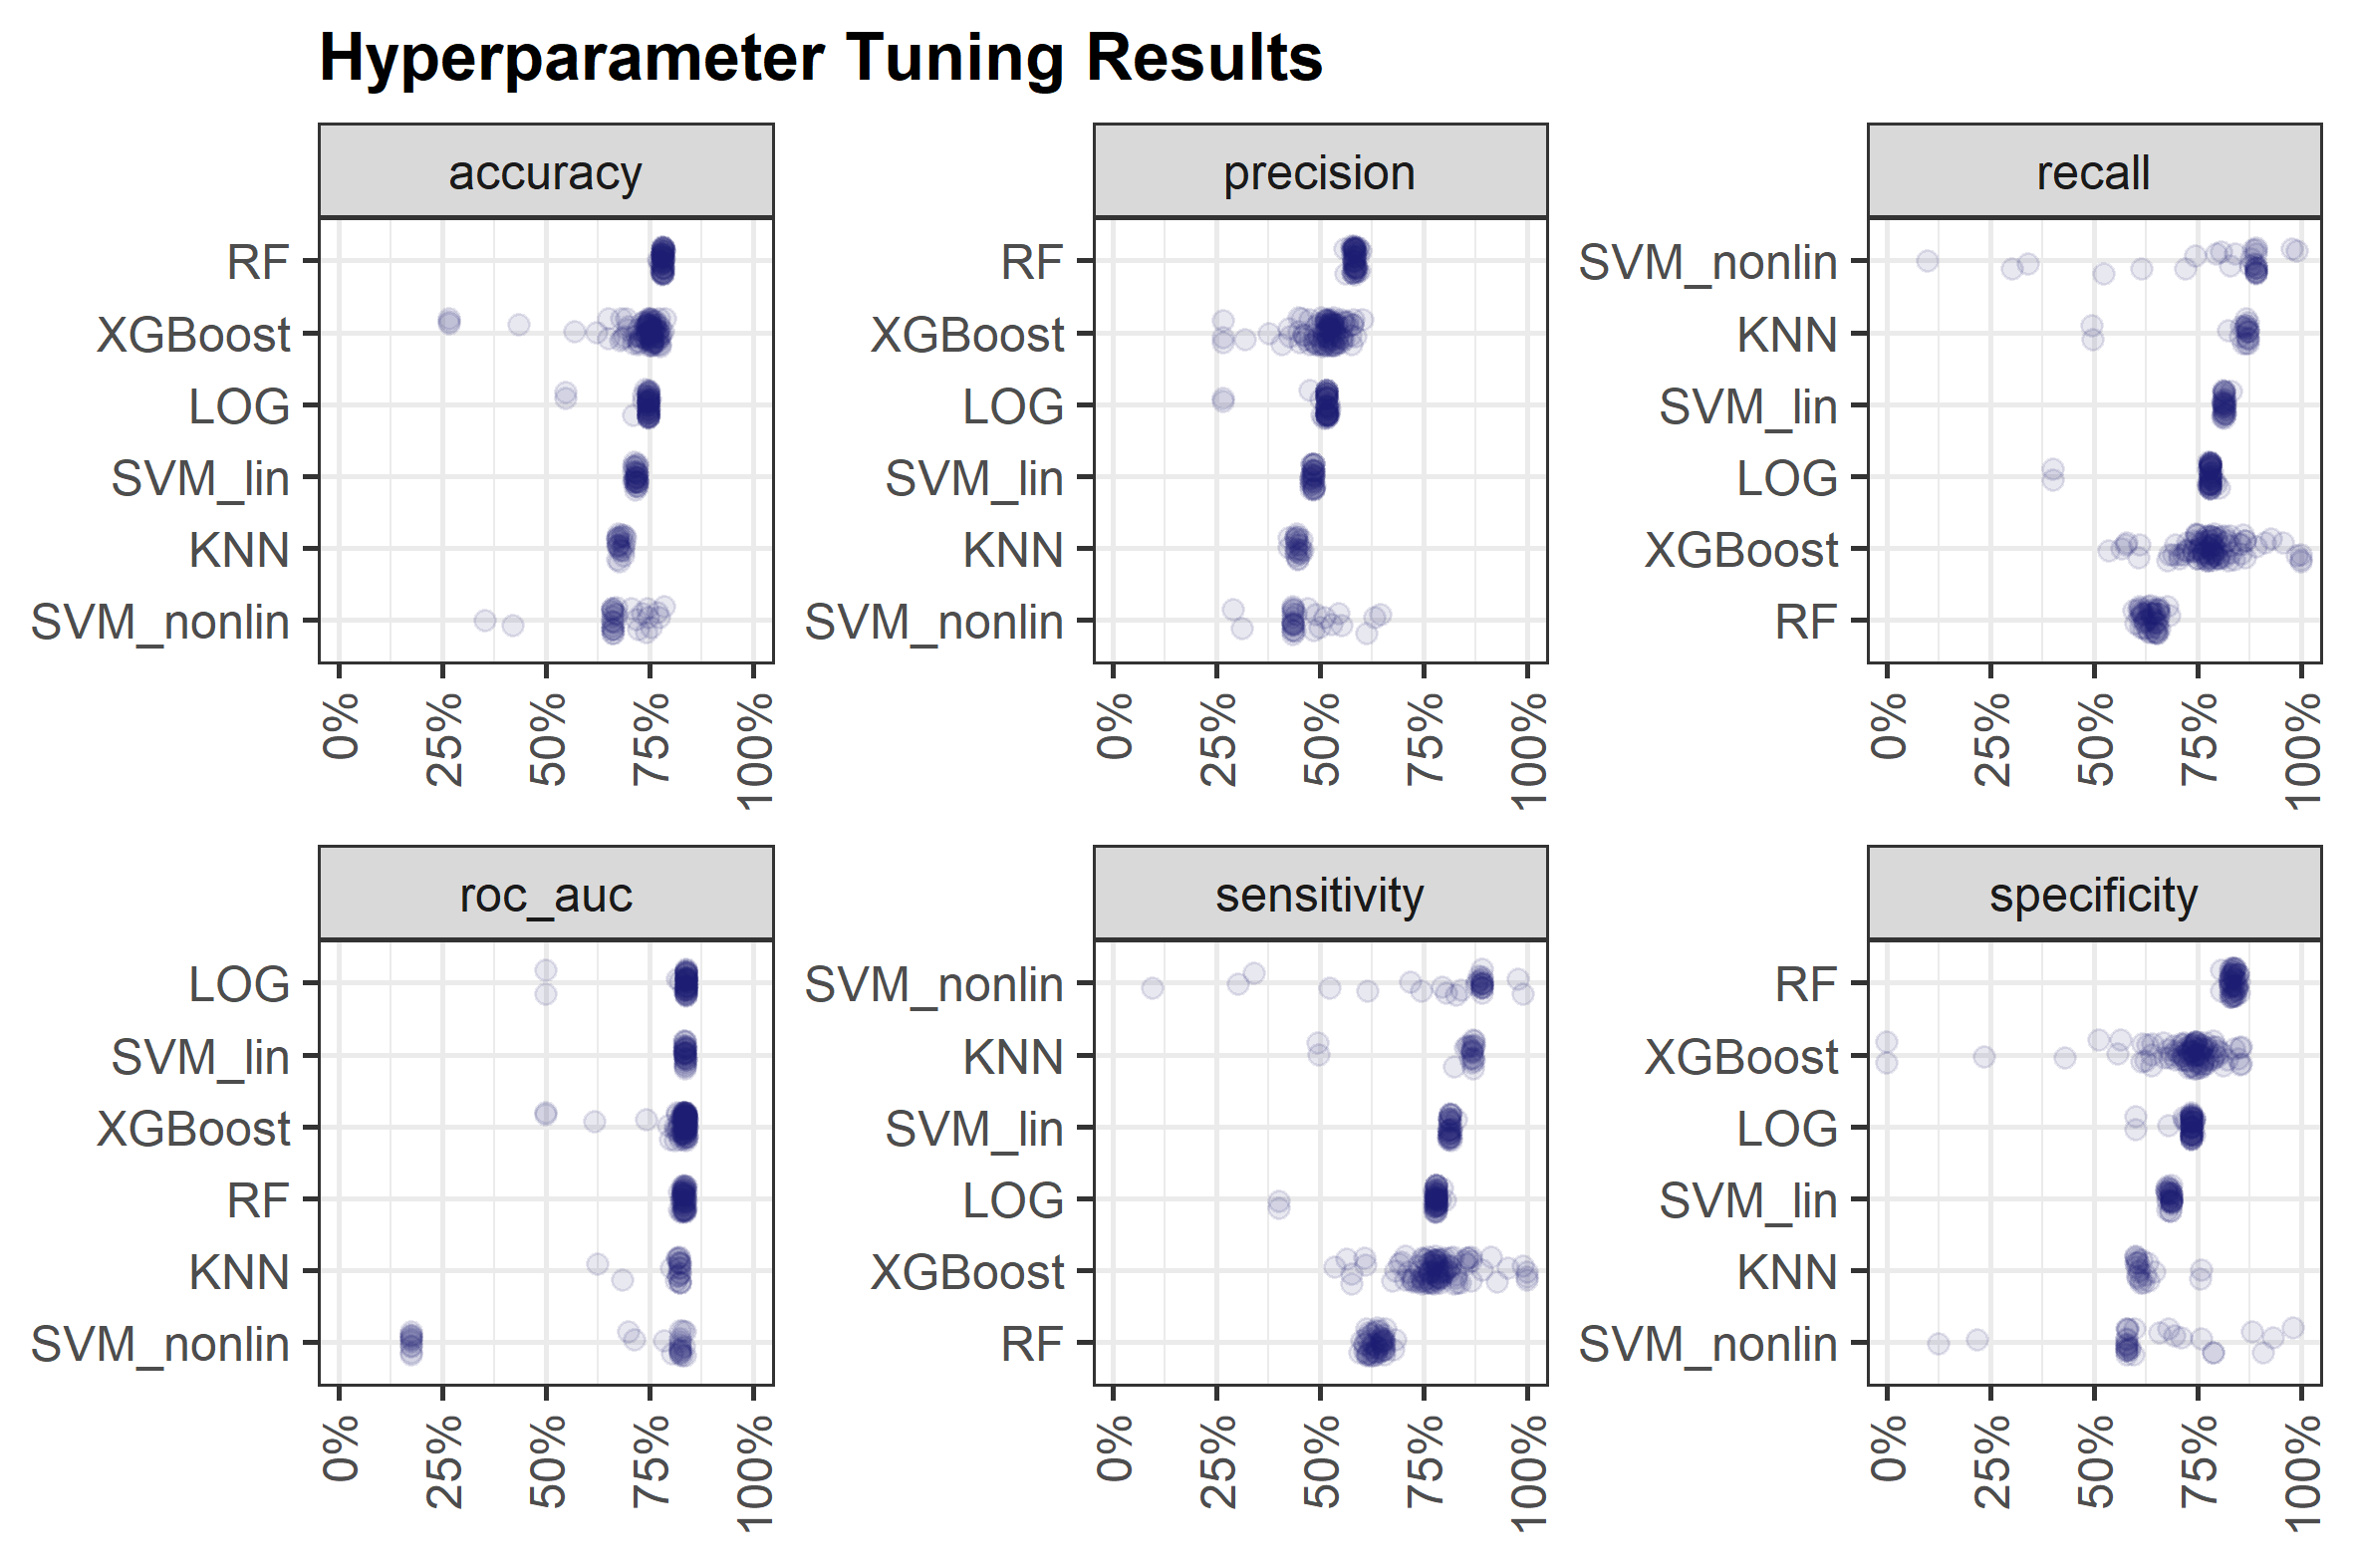 Hyperparameter Tuning Results
accuracy
RF
XGBoost
LOG
SVM_lin
KNN
SVM_nonlin
0%
25%
50%
75%
100%
precision
RF
XGBoost
LOG
SVM_lin
KNN
SVM_nonlin
0%
25%
50%
75%
100%
recall
SVM_nonlin
KNN
SVM_lin
LOG
XGBoost
RF
0%
25%
50%
75%
100%
roc_auc
LOG
SVM_lin
XGBoost
RF
KNN
SVM_nonlin
0%
25%
50%
75%
100%
sensitivity
SVM_nonlin
KNN
SVM_lin
LOG
XGBoost
RF
0%
25%
50%
75%
100%
specificity
RF
XGBoost
LOG
SVM_lin
KNN
SVM_nonlin
0%
25%
50%
75%
100%